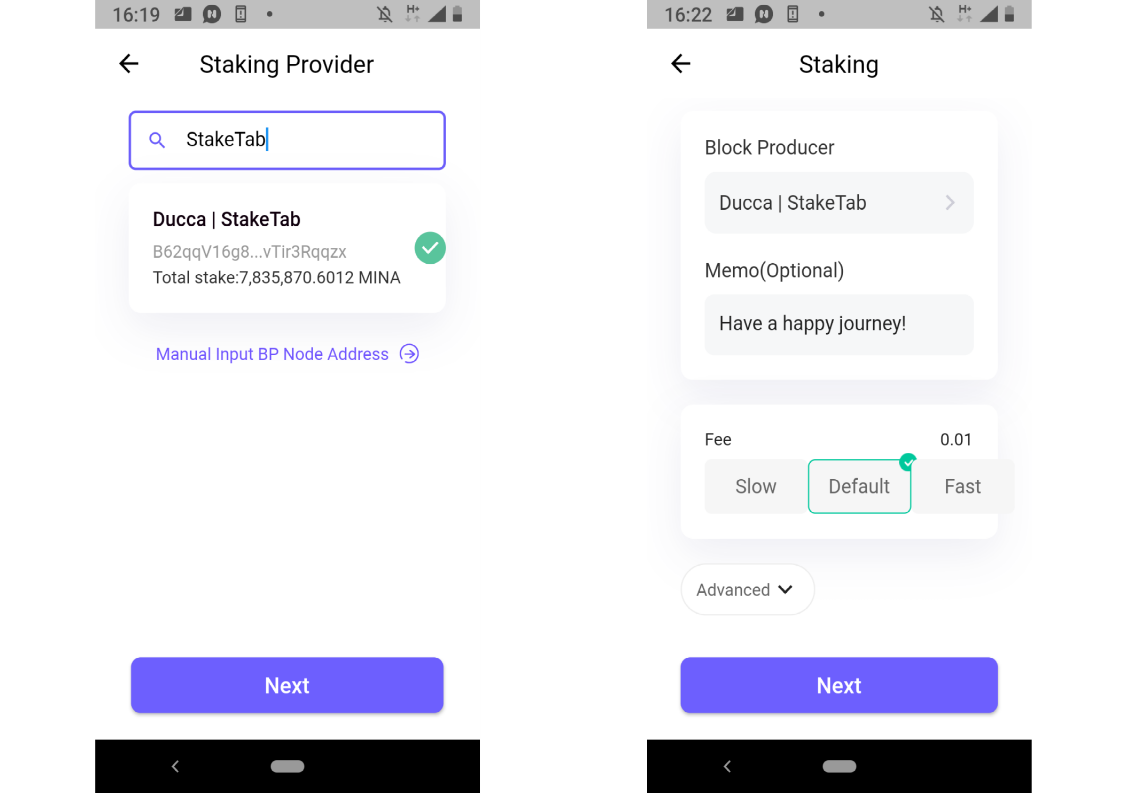 16:19
Staking Provider
StakeTab
Ducca | StakeTab
B62qqV16g8...vTir3Rqqzx
Total stake:7,835,870.6012 MINA
Manual Input BP Node Address
Next
16:22
Staking
Block Producer
Ducca | StakeTab
Memo(Optional)
Have a happy journey!
Fee 0.01
Slow Default Fast
Advanced
Next